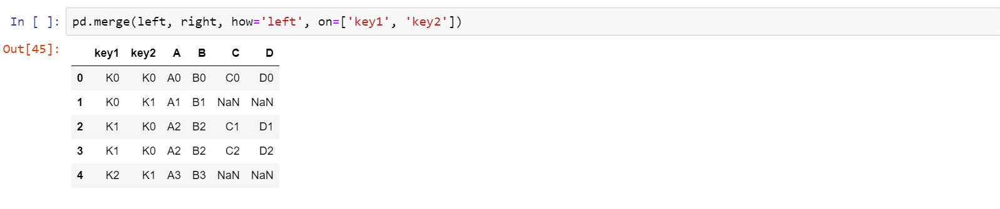 In [ ]: pd.merge(left, right, how='left', on=['key1', 'key2'])
Out[45]:
key1 key2 A B C D
0 K0 K0 A0 B0 C0 D0
1 K0 K1 A1 B1 NaN NaN
2 K1 K0 A2 B2 C1 D1
3 K1 K0 A2 B2 C2 D2
4 K2 K1 A3 B3 NaN NaN